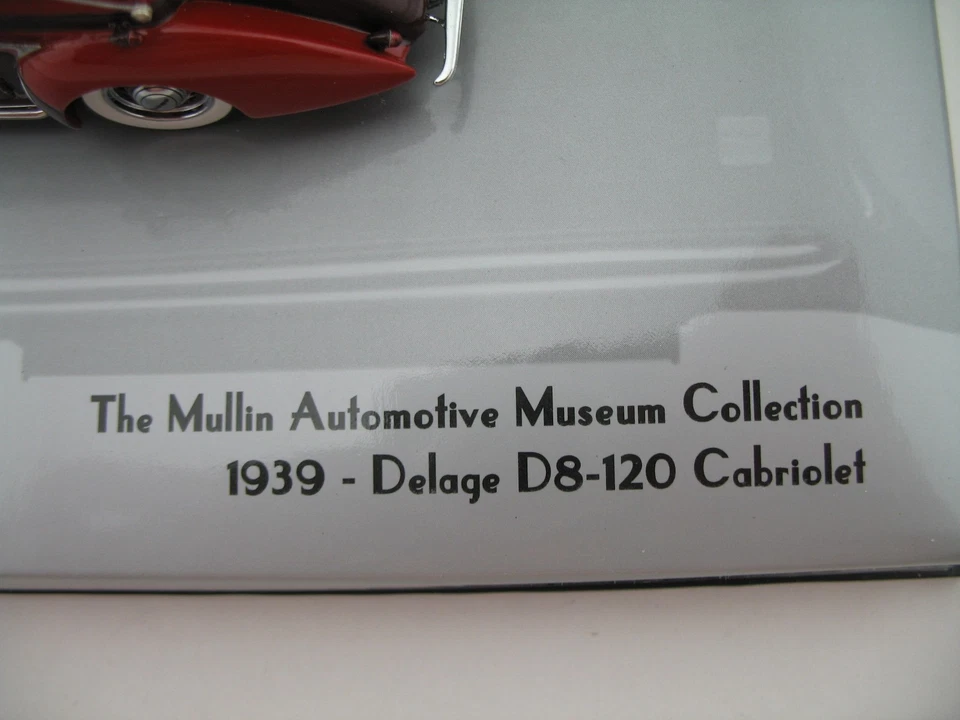 The Mullin Automotive Museum Collection
1939 - Delage D8-120 Cabriolet